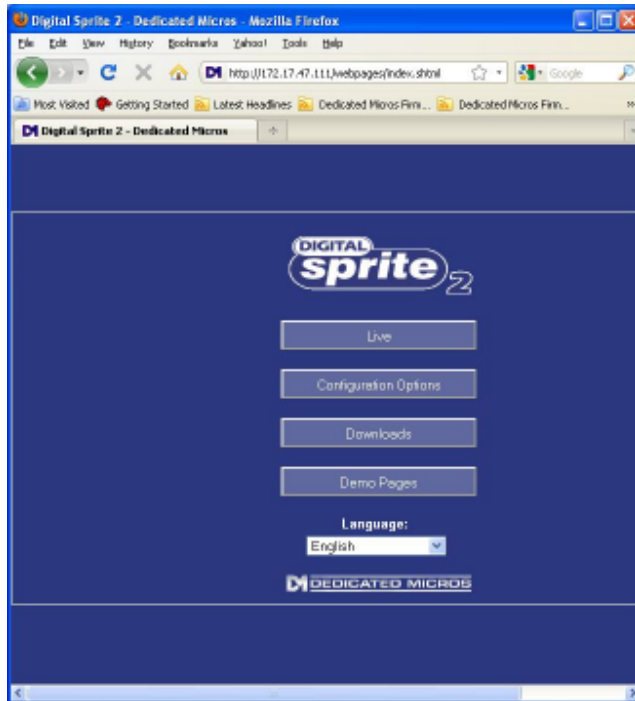 Digital Sprite 2 - Dedicated Micros - Mozilla Firefox
File Edit View History Bookmarks Yahoo! Tools Help
http://172.17.47.111/webpages/index.shtml Google
Most Visited Getting Started Latest Headlines Dedicated Micros Firm... Dedicated Micros Firm...
Digital Sprite 2 - Dedicated Micros
DIGITAL
sprite 2
Live
Configuration Options
Downloads
Demo Pages
Language:
English
DM DEDICATED MICROS